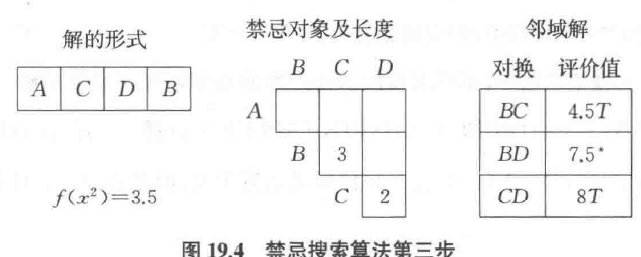 解的形式
A C D B
f(x²)=3.5
禁忌对象及长度
B C D
A
B 3
C 2
邻域解
对换 评价值
BC 4.5T
BD 7.5*
CD 8T
图 19.4 禁忌搜索算法第三步